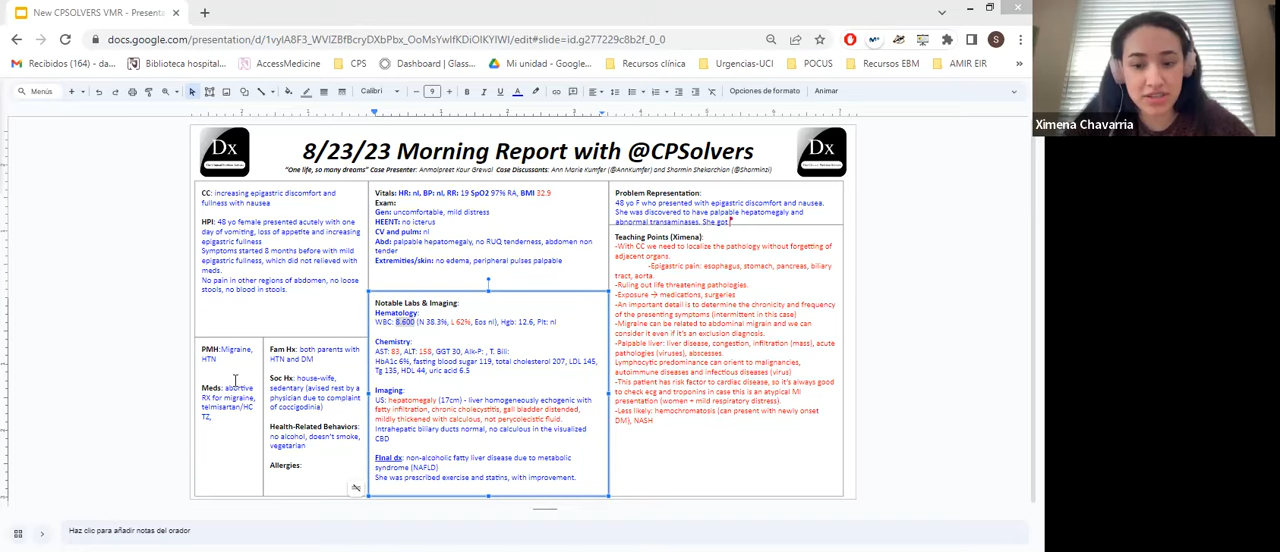 New CPSOLVERS VMR - Presenta
docs.google.com/presentation/d/1vyIA8F3_WVIZBfBcryDXbPbx_OoMsYwIfKDiOIKYIWI/edit#slide=id.g277229c8b2f_0_0
Recibidos (164) - da... Biblioteca hospital... AccessMedicine CPS Dashboard | Glass... Mi unidad - Google... Recursos clínica Urgencias-UCI POCUS Recursos EBM AMIR EIR
Menús Calibri 9 Opciones de formato Animar
Dx
8/23/23 Morning Report with @CPSolvers
"One life, so many dreams" Case Presenter: Anmolpreet Kaur Grewal Case Discussants: Ann Marie Kumfer (@AnnKumfer) and Sharmin Shekarchian (@Sharminzi)
Dx
CC: increasing epigastric discomfort and
fullness with nausea
HPI: 48 yo female presented acutely with one
day of vomiting, loss of appetite and increasing
epigastric fullness
Symptoms started 8 months before with mild
epigastric fullness, which did not relieved with
meds.
No pain in other regions of abdomen, no loose
stools, no blood in stools.
PMH:Migraine,
HTN
Meds: abortive
RX for migraine,
telmisartan/HC
TZ,
Fam Hx: both parents with
HTN and DM
Soc Hx: house-wife,
sedentary (avised rest by a
physician due to complaint
of coccigodinia)
Health-Related Behaviors:
no alcohol, doesn't smoke,
vegetarian
Allergies:
Vitals: HR: nl, BP: nl, RR: 19 SpO2 97% RA, BMI 32.9
Exam:
Gen: uncomfortable, mild distress
HEENT: no icterus
CV and pulm: nl
Abd: palpable hepatomegaly, no RUQ tenderness, abdomen non
tender
Extremities/skin: no edema, peripheral pulses palpable
Notable Labs & Imaging:
Hematology:
WBC: 8.600 (N 38.3%, L 62%, Eos nl), Hgb: 12.6, Plt: nl
Chemistry:
AST: 83, ALT: 158, GGT 30, Alk-P: , T. Bili:
HbA1c 6%, fasting blood sugar 119, total cholesterol 207, LDL 145,
Tg 135, HDL 44, uric acid 6.5
Imaging:
US: hepatomegaly (17cm) - liver homogeneously echogenic with
fatty infiltration, chronic cholecystitis, gall bladder distended,
mildly thickened with calculous, not perycolecistic fluid.
Intrahepatic biliary ducts normal, no calculous in the visualized
CBD
FInal dx: non-alcoholic fatty liver disease due to metabolic
syndrome (NAFLD)
She was prescribed exercise and statins, with improvement.
Problem Representation:
48 yo F who presented with epigastric discomfort and nausea.
She was discovered to have palpable hepatomegaly and
abnormal transaminases. She got
Teaching Points (Ximena):
-With CC we need to localize the pathology without forgetting of
adjacent organs.
-Epigastric pain: esophagus, stomach, pancreas, biliary
tract, aorta.
-Ruling out life threatening pathologies.
-Exposure → medications, surgeries
-An important detail is to determine the chronicity and frequency
of the presenting symptoms (intermittent in this case)
-Migraine can be related to abdominal migrain and we can
consider it even if it's an exclusion diagnosis.
-Palpable liver: liver disease, congestion, infiltration (mass), acute
pathologies (viruses), abscesses.
Lymphocytic predominance can orient to malignancies,
autoimmune diseases and infectious diseases (virus)
-This patient has risk factor to cardiac disease, so it's always good
to check ecg and troponins in case this is an atypical MI
presentation (women + mild respiratory distress).
-Less likely: hemochromatosis (can present with newly onset
DM), NASH
Haz clic para añadir notas del orador
Ximena Chavarria